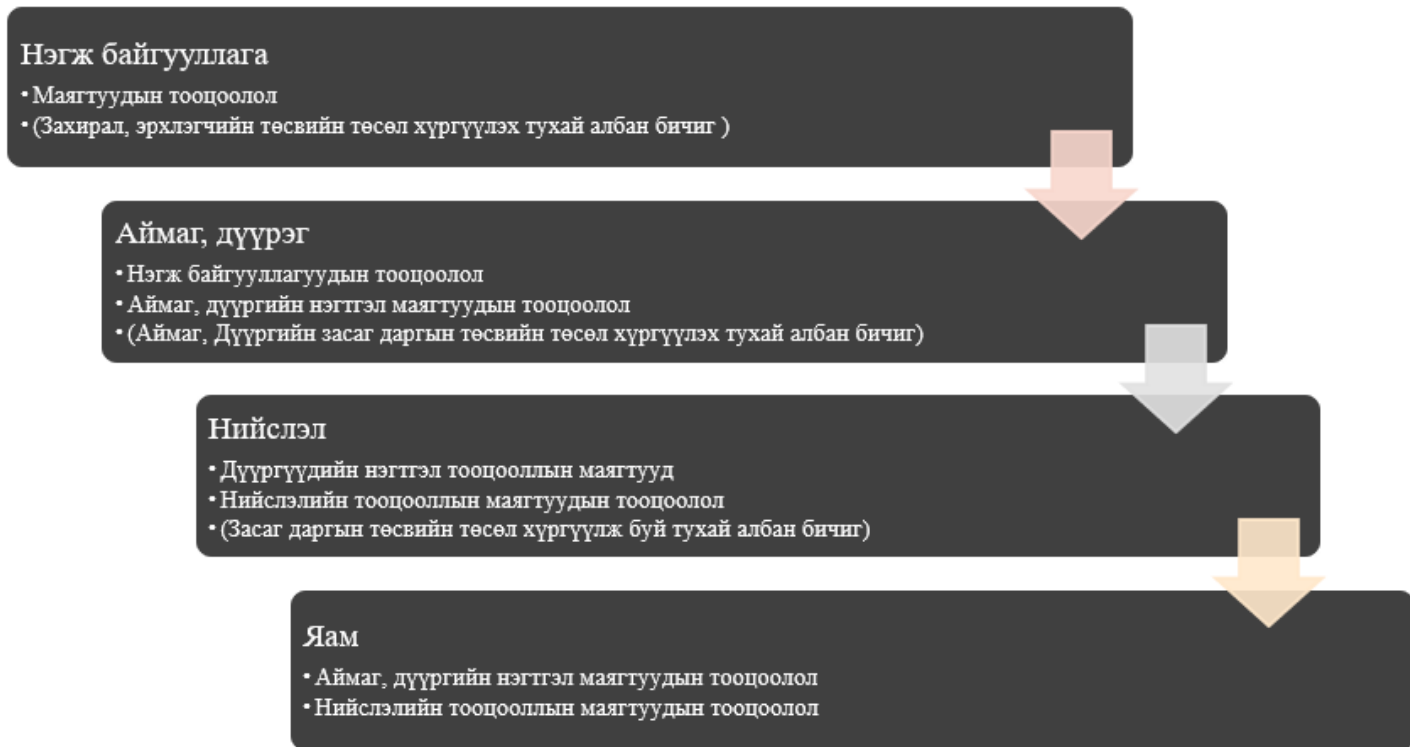 Нэгж байгууллага
• Маягтуудын тооцоолол
• (Захирал, эрхлэгчийн төсвийн төсөл хүргүүлэх тухай албан бичиг )
Аймаг, дүүрэг
• Нэгж байгууллагуудын тооцоолол
• Аймаг, дүүргийн нэгтгэл маягтуудын тооцоолол
• (Аймаг, Дүүргийн засаг даргын төсвийн төсөл хүргүүлэх тухай албан бичиг)
Нийслэл
• Дүүргүүдийн нэгтгэл тооцооллын маягтууд
• Нийслэлийн тооцооллын маягтуудын тооцоолол
• (Засаг даргын төсвийн төсөл хүргүүлж буй тухай албан бичиг)
Яам
• Аймаг, дүүргийн нэгтгэл маягтуудын тооцоолол
• Нийслэлийн тооцооллын маягтуудын тооцоолол